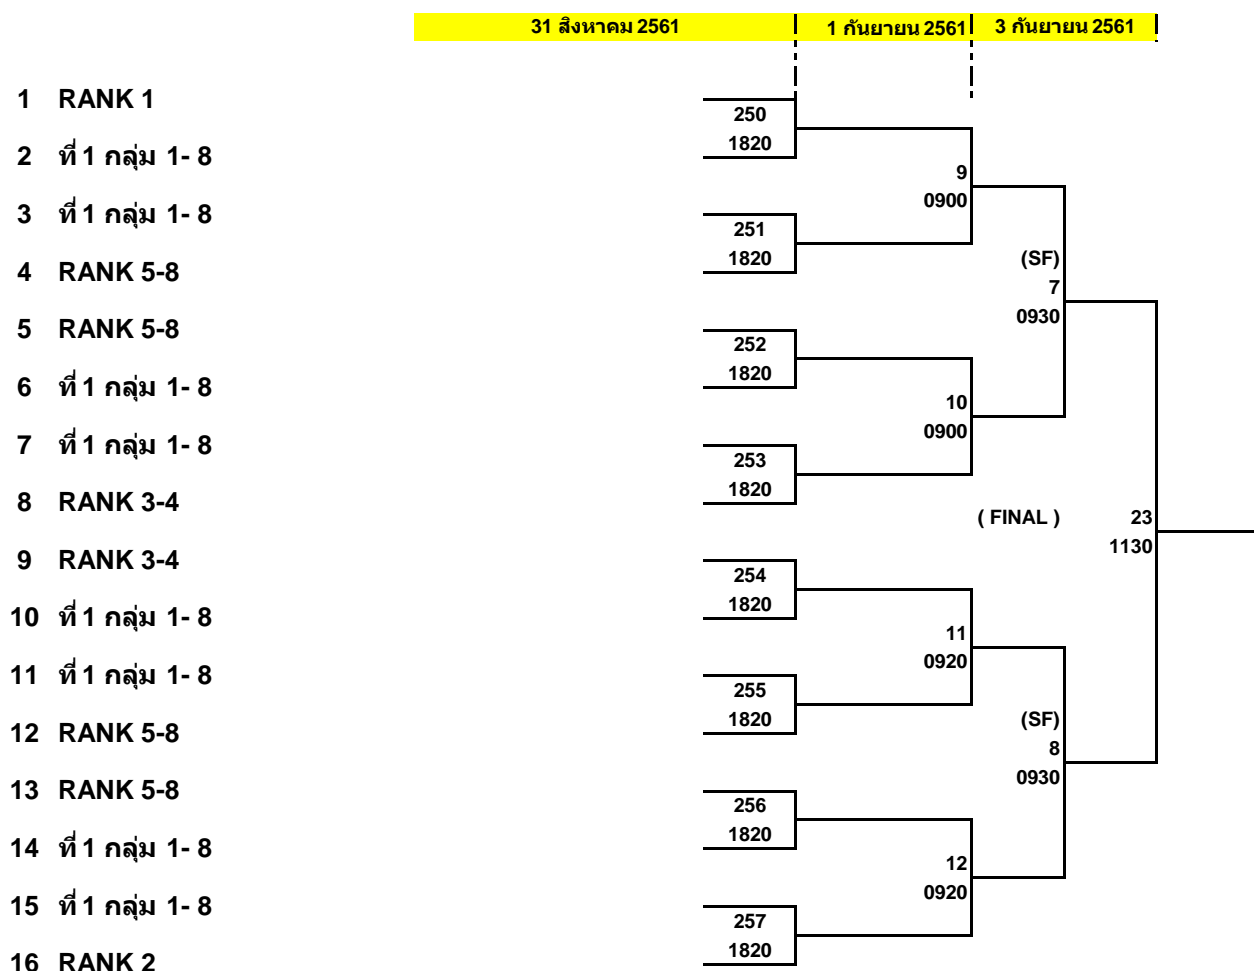 31 สิงหาคม 2561 1 กันยายน 2561 3 กันยายน 2561
1 RANK 1
250
2 ที่ 1 กลุ่ม 1- 8 1820
9
3 ที่ 1 กลุ่ม 1- 8 0900
251
4 RANK 5-8 1820 (SF)
7
5 RANK 5-8 0930
252
6 ที่ 1 กลุ่ม 1- 8 1820
10
7 ที่ 1 กลุ่ม 1- 8 0900
253
8 RANK 3-4 1820
( FINAL ) 23
9 RANK 3-4 1130
254
10 ที่ 1 กลุ่ม 1- 8 1820
11
11 ที่ 1 กลุ่ม 1- 8 0920
255
12 RANK 5-8 1820 (SF)
8
13 RANK 5-8 0930
256
14 ที่ 1 กลุ่ม 1- 8 1820
12
15 ที่ 1 กลุ่ม 1- 8 0920
257
16 RANK 2 1820